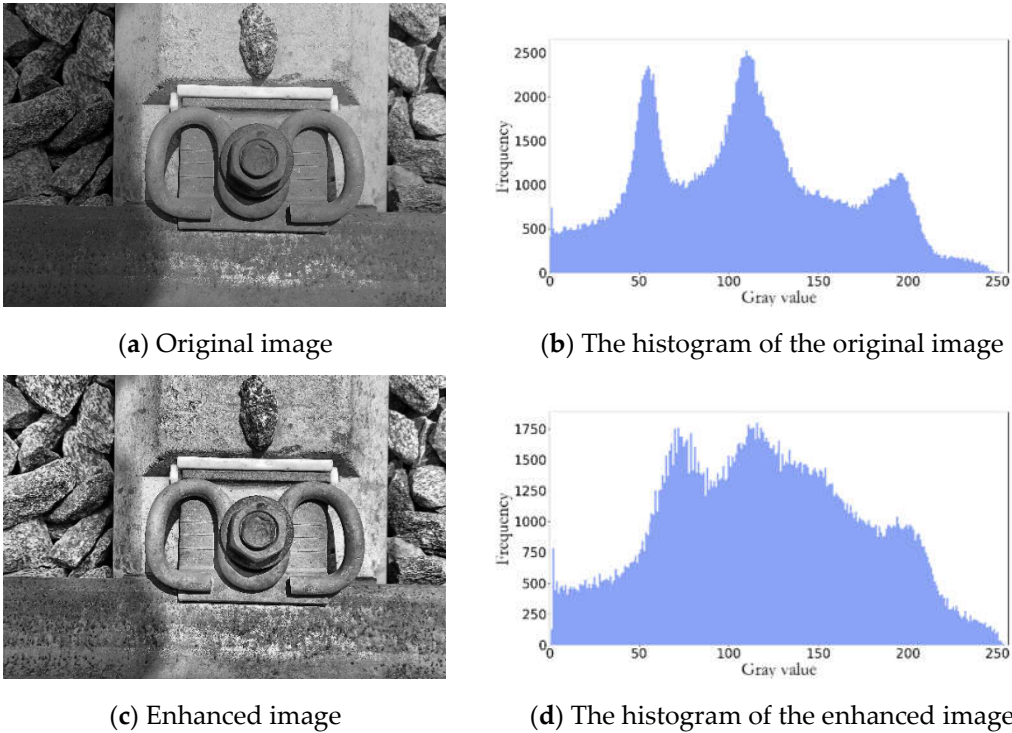 2500
2000
1500
1000
500
0
Frequency
0 50 100 150 200 250
Gray value
(a) Original image
(b) The histogram of the original image
1750
1500
1250
1000
750
500
250
0
Frequency
0 50 100 150 200 250
Gray value
(c) Enhanced image
(d) The histogram of the enhanced image